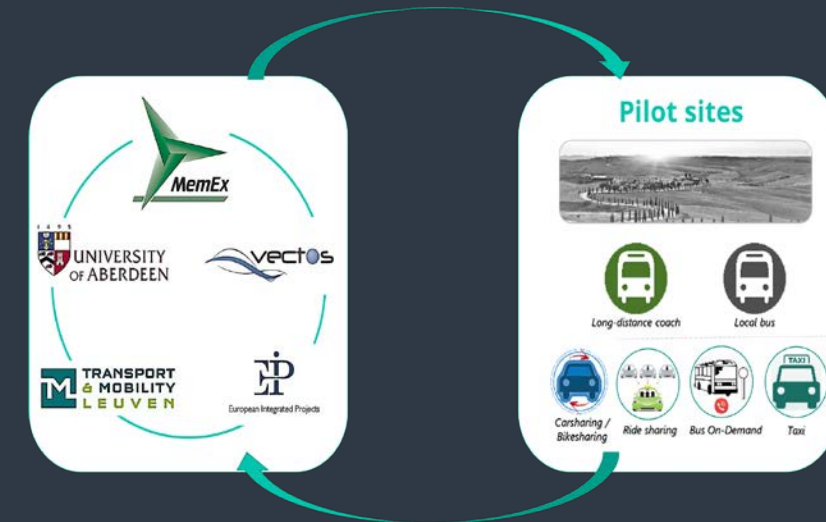 MemEx
1495
UNIVERSITY
OF ABERDEEN
vectos
TRANSPORT
& MOBILITY
LEUVEN
TML
EIP
European Integrated Projects
Pilot sites
Long-distance coach
Local bus
Carsharing /
Bikesharing
Ride sharing
Bus On-Demand
TAXI
Taxi